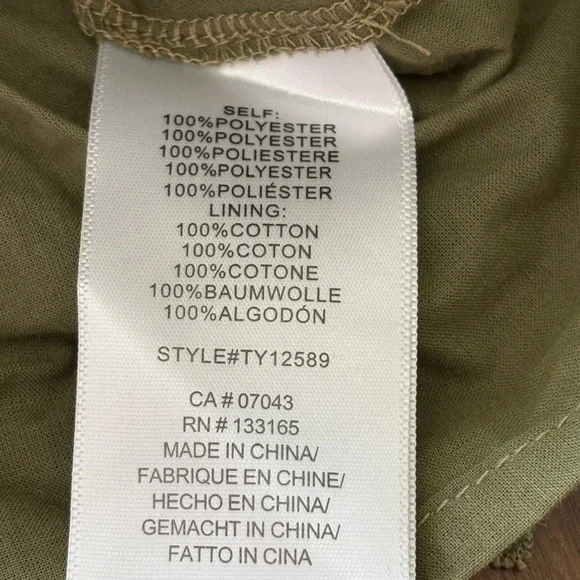 SELF:
100%POLYESTER
100%POLYESTER
100%POLIESTERE
100%POLYESTER
100%POLIÉSTER
LINING:
100%COTTON
100%COTON
100%COTONE
100%BAUMWOLLE
100%ALGODÓN
STYLE#TY12589
CA # 07043
RN # 133165
MADE IN CHINA/
FABRIQUE EN CHINE/
HECHO EN CHINA/
GEMACHT IN CHINA/
FATTO IN CINA